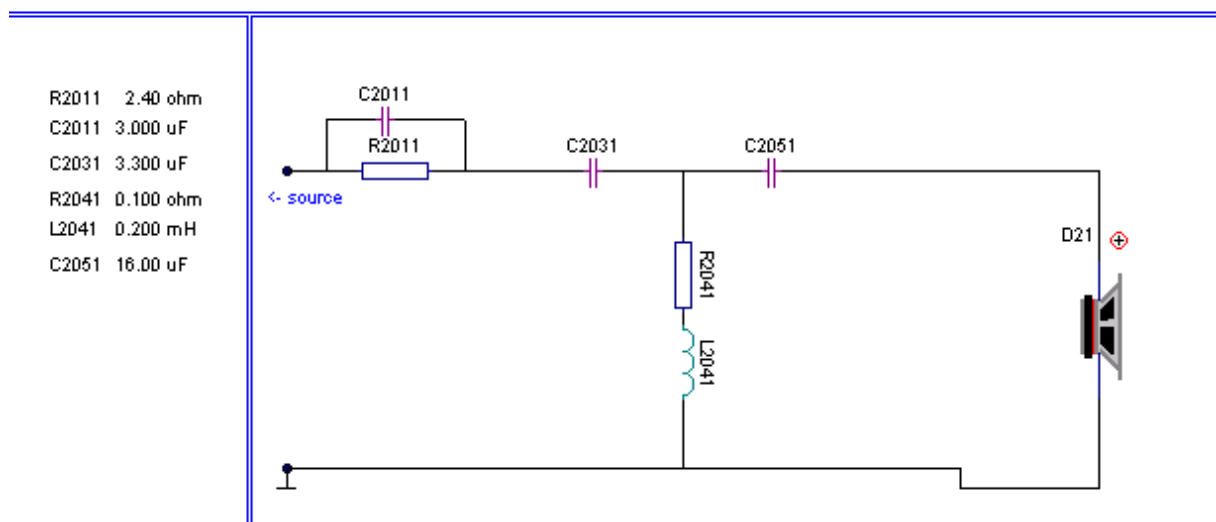 R2011 2.40 ohm
C2011 3.000 uF
C2031 3.300 uF
R2041 0.100 ohm
L2041 0.200 mH
C2051 16.00 uF
C2011
R2011
C2031
C2051
<- source
R2041
L2041
D21